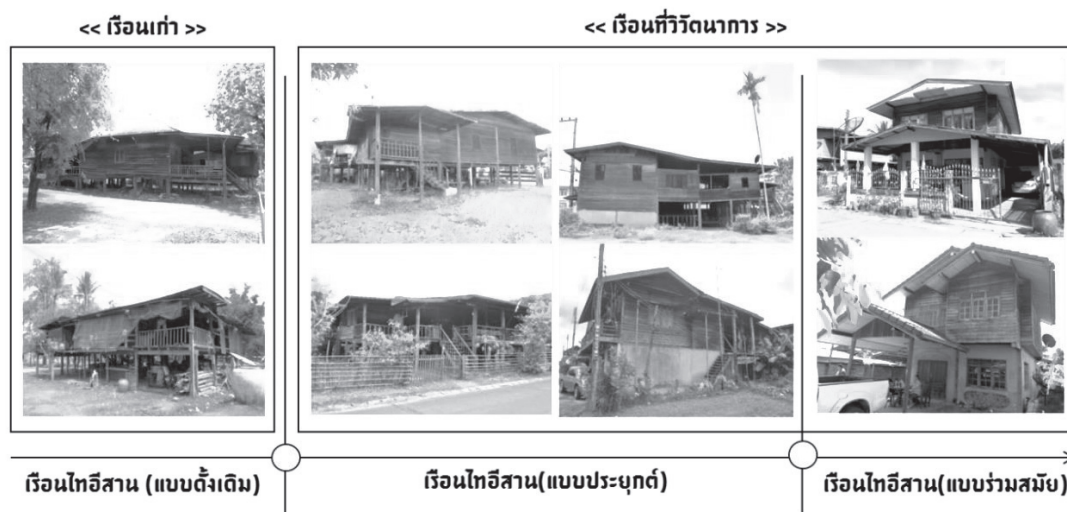 << เรือนเก่า >>
<< เรือนที่วิวัตนาการ >>
เรือนไทอีสาน (แบบดั้งเดิม)
เรือนไทอีสาน(แบบประยุกต์)
เรือนไทอีสาน(แบบร่วมสมัย)